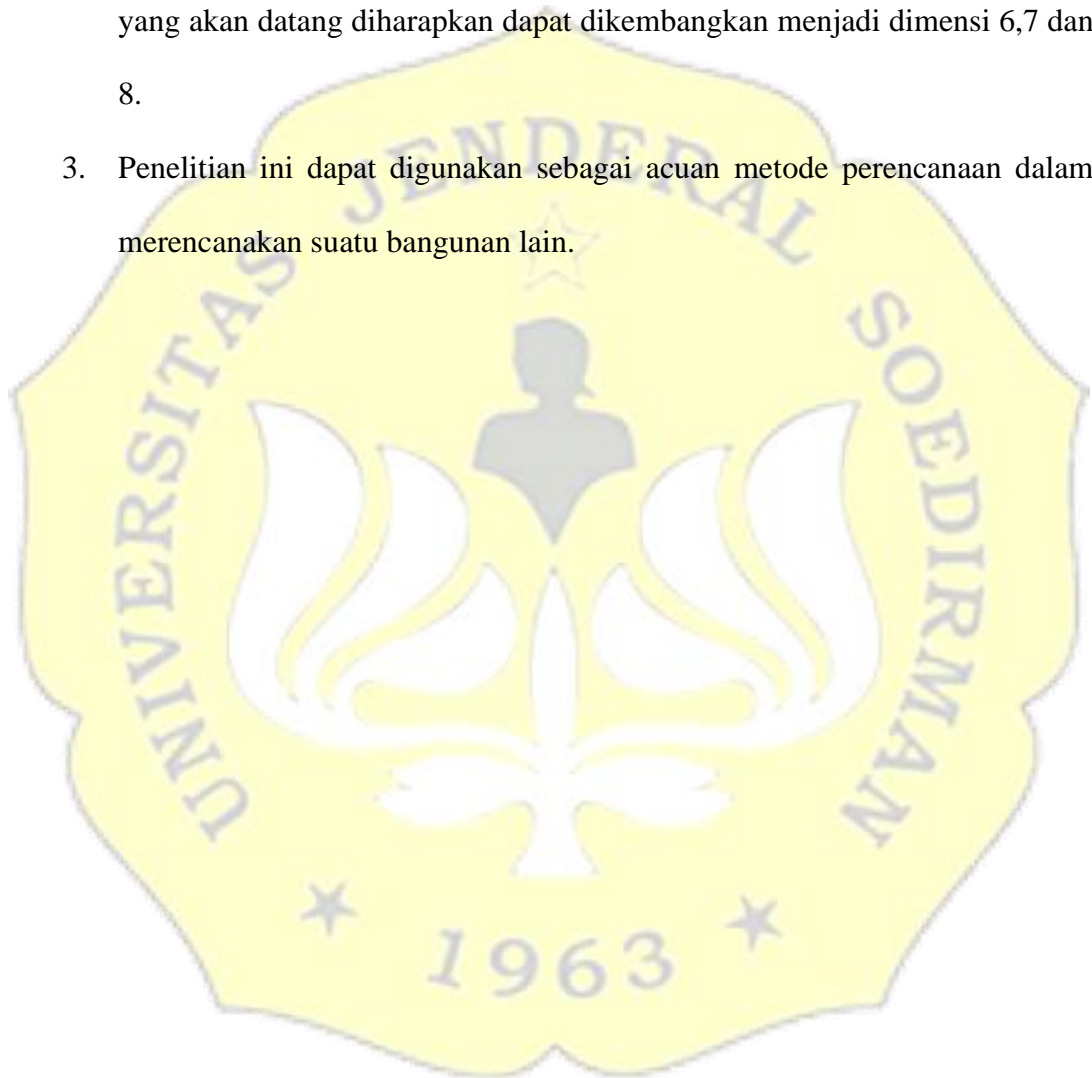 yang akan datang diharapkan dapat dikembangkan menjadi dimensi 6,7 dan
8.
3. Penelitian ini dapat digunakan sebagai acuan metode perencanaan dalam
merencanakan suatu bangunan lain.
UNIVERSITAS JENDERAL SOEDIRMAN
1963